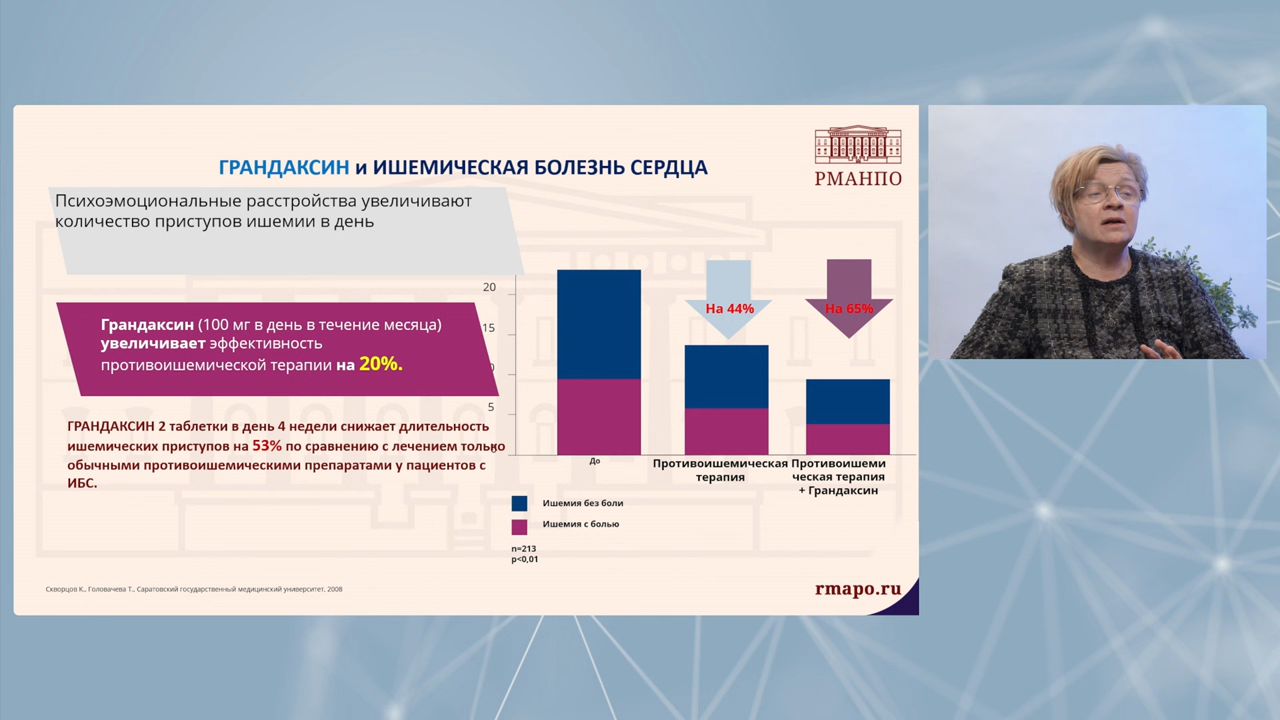 ГРАНДАКСИН и ИШЕМИЧЕСКАЯ БОЛЕЗНЬ СЕРДЦА
РМАНПО
Психоэмоциональные расстройства увеличивают
количество приступов ишемии в день
Грандаксин (100 мг в день в течение месяца)
увеличивает эффективность
противоишемической терапии на 20%.
ГРАНДАКСИН 2 таблетки в день 4 недели снижает длительность
ишемических приступов на 53% по сравнению с лечением только
обычными противоишемическими препаратами у пациентов с
ИБС.
20
15
5
0
На 44%
На 65%
До
Противоишемическая
терапия
Противоишеми
ческая терапия
+ Грандаксин
Ишемия без боли
Ишемия с болью
n=213
p<0,01
Скворцов К., Головачева Т., Саратовский государственный медицинский университет, 2008
rmapo.ru